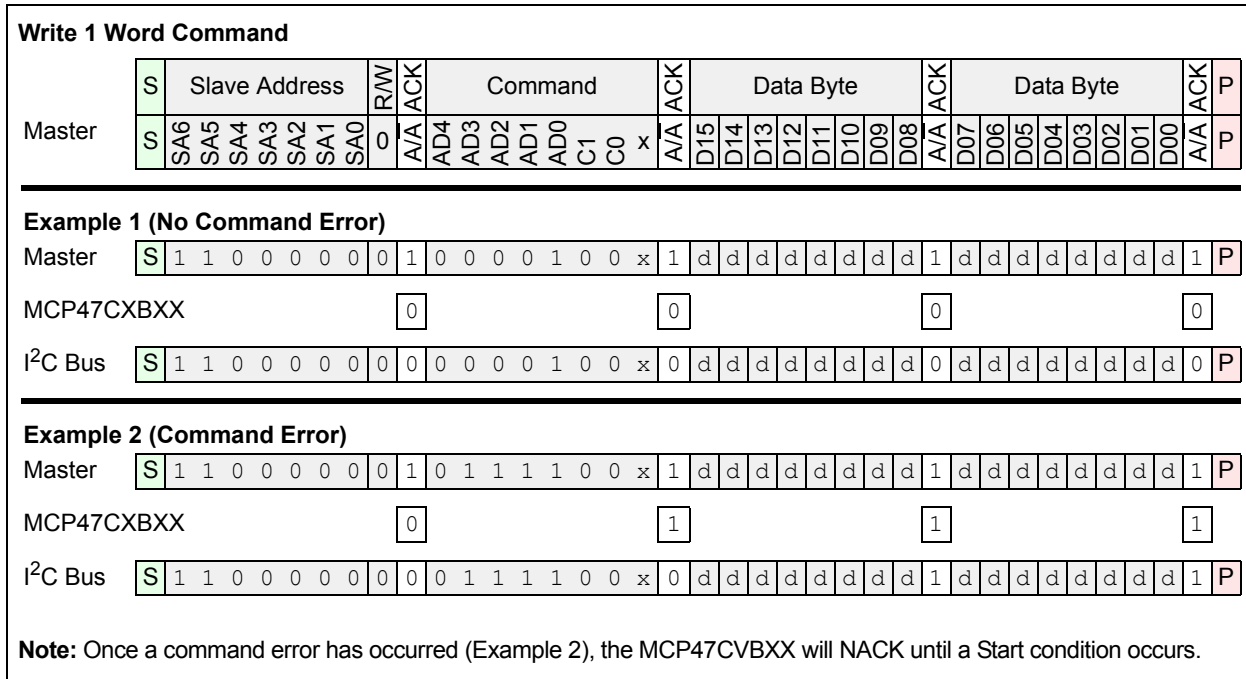 Write 1 Word Command
S Slave Address R/W ACK Command ACK Data Byte ACK Data Byte ACK P
Master S SA6 SA5 SA4 SA3 SA2 SA1 SA0 0 A/A AD4 AD3 AD2 AD1 AD0 C1 C0 x A/A D15 D14 D13 D12 D11 D10 D09 D08 A/A D07 D06 D05 D04 D03 D02 D01 D00 A/A P
Example 1 (No Command Error)
Master S 1 1 0 0 0 0 0 0 1 0 0 0 0 1 0 0 x 1 d d d d d d d d 1 d d d d d d d d 1 P
MCP47CXBXX 0 0 0 0
I²C Bus S 1 1 0 0 0 0 0 0 0 0 0 0 0 1 0 0 x 0 d d d d d d d d 0 d d d d d d d d 0 P
Example 2 (Command Error)
Master S 1 1 0 0 0 0 0 0 1 0 1 1 1 1 0 0 x 1 d d d d d d d d 1 d d d d d d d d 1 P
MCP47CXBXX 0 1 1 1
I²C Bus S 1 1 0 0 0 0 0 0 0 0 1 1 1 1 0 0 x 0 d d d d d d d d 1 d d d d d d d d 1 P
Note: Once a command error has occurred (Example 2), the MCP47CVBXX will NACK until a Start condition occurs.